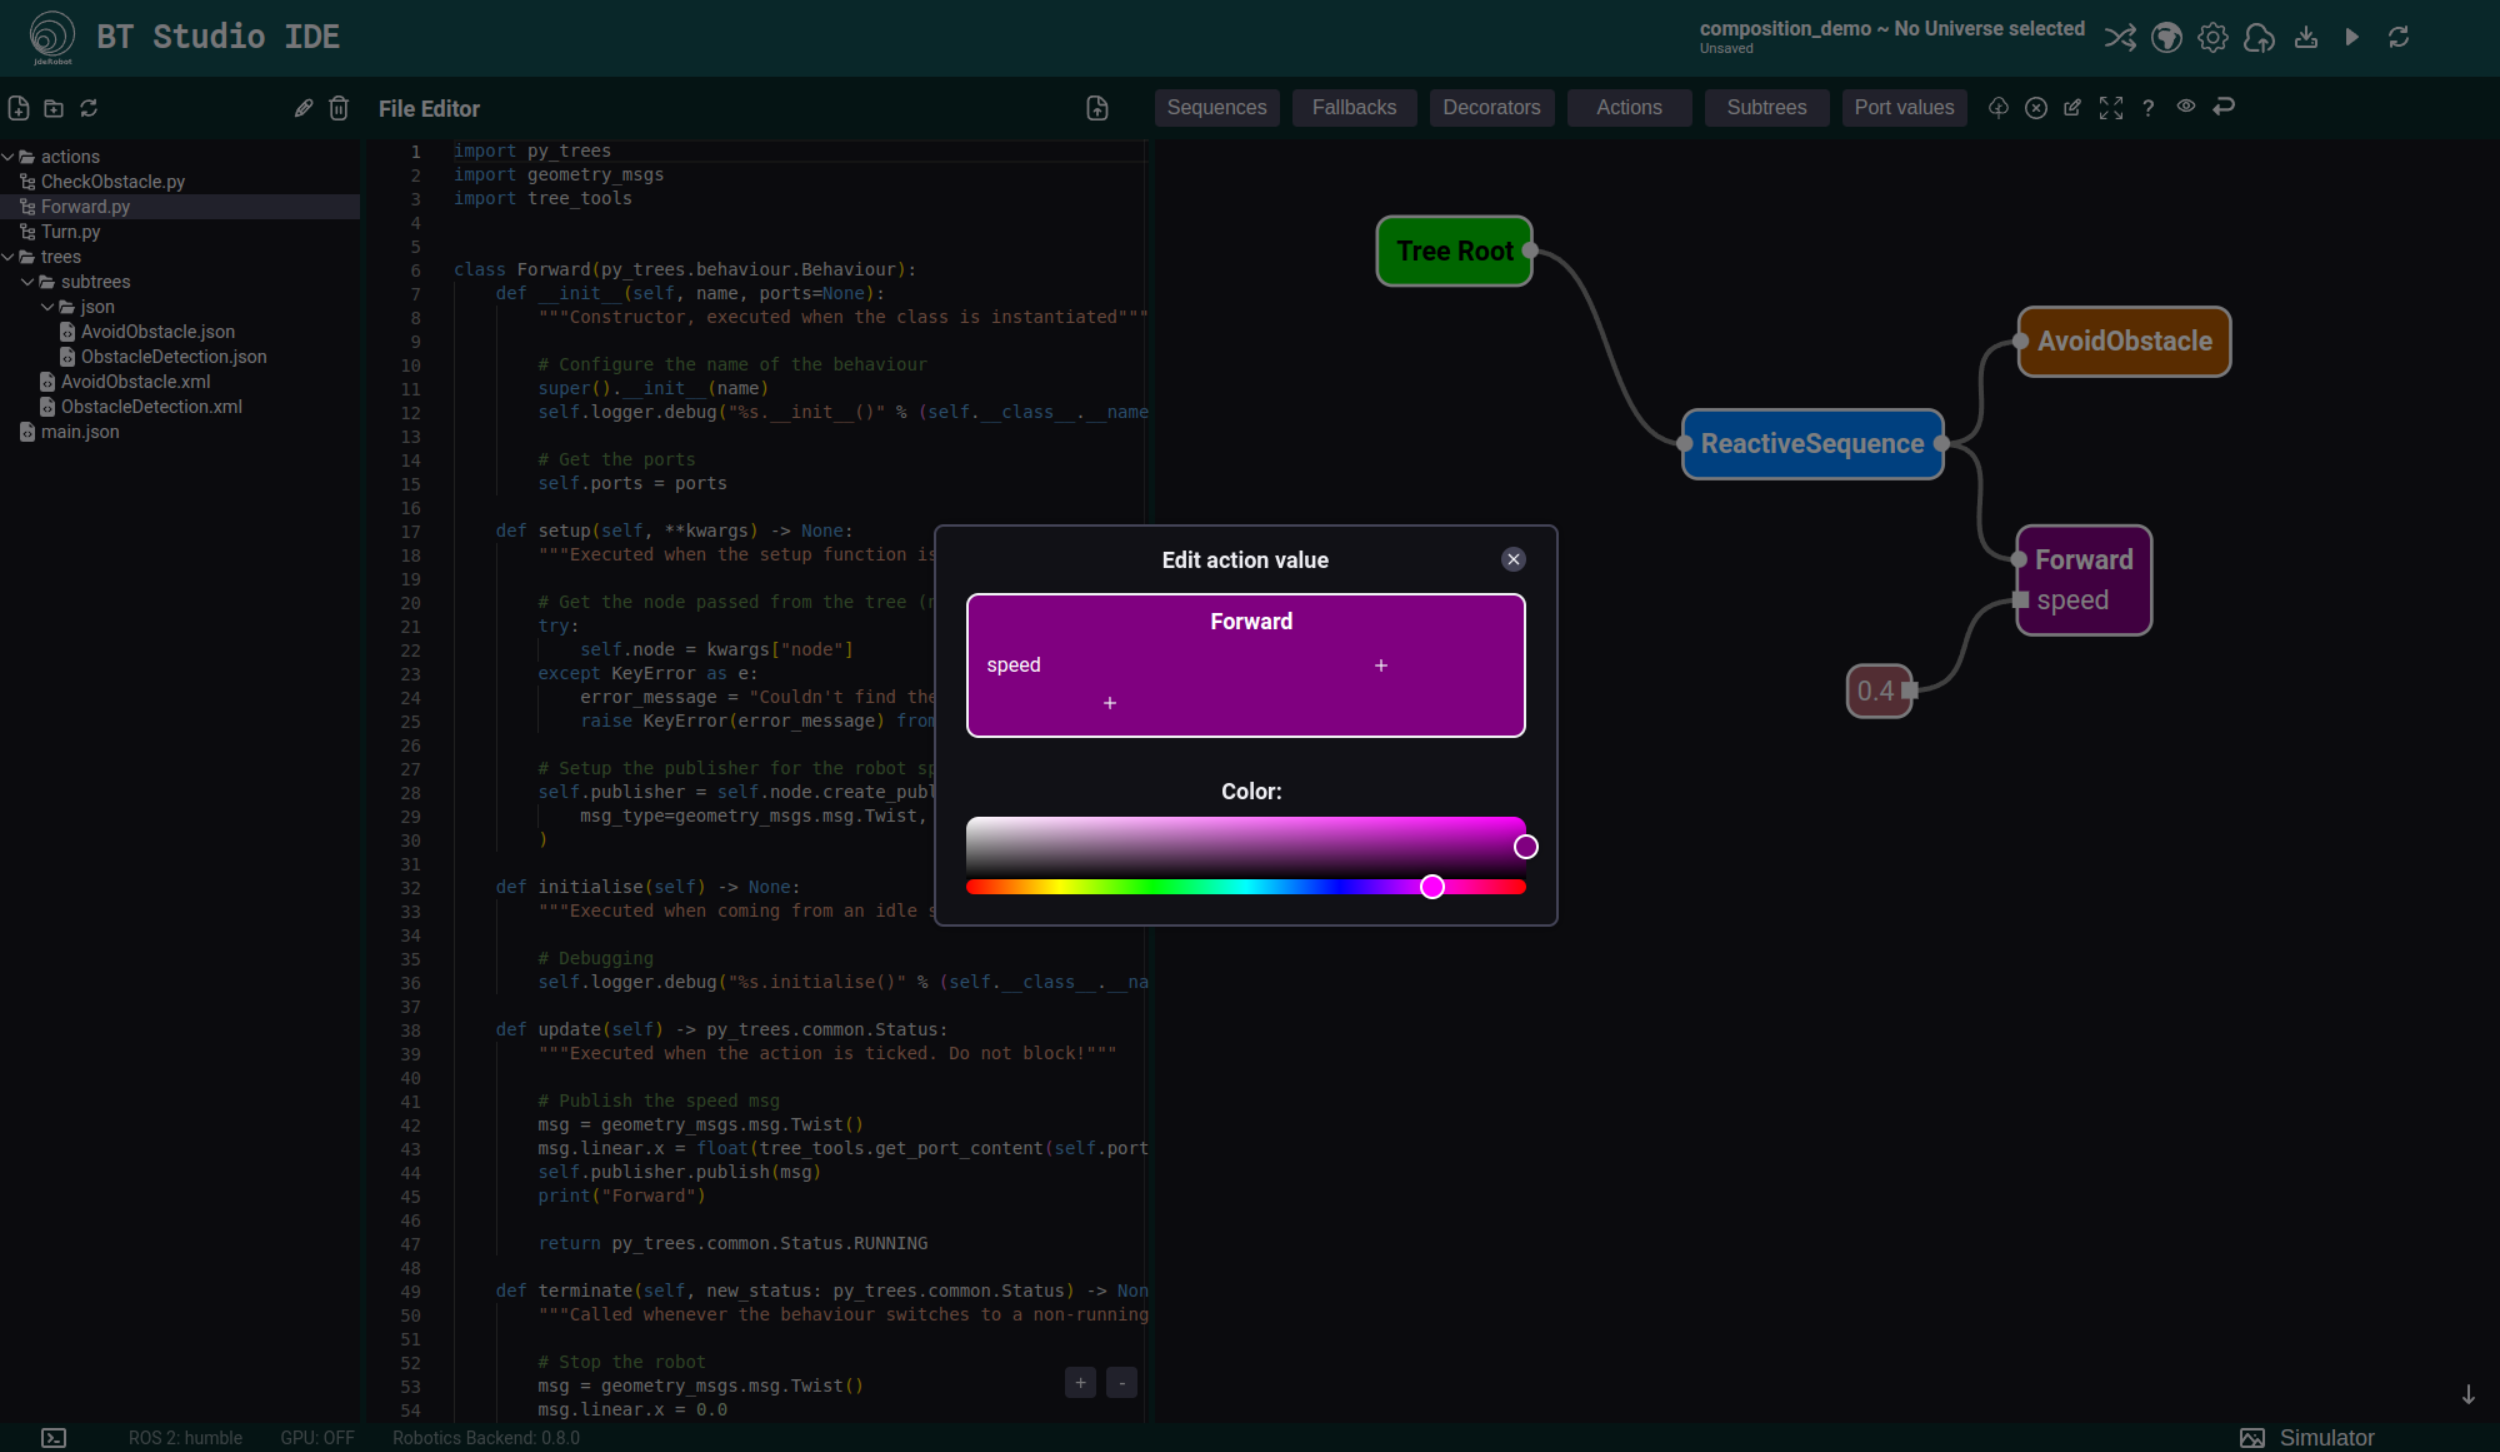 BT Studio IDE
JdeRobot
composition_demo ~ No Universe selected
Unsaved
File Editor
Sequences
Fallbacks
Decorators
Actions
Subtrees
Port values
actions
CheckObstacle.py
Forward.py
Turn.py
trees
subtrees
json
AvoidObstacle.json
ObstacleDetection.json
AvoidObstacle.xml
ObstacleDetection.xml
main.json
1 import py_trees
2 import geometry_msgs
3 import tree_tools
4
5
6 class Forward(py_trees.behaviour.Behaviour):
7 def __init__(self, name, ports=None):
8 """Constructor, executed when the class is instantiated"""
9
10 # Configure the name of the behaviour
11 super().__init__(name)
12 self.logger.debug("%s.__init__()" % (self.__class__.__name
13
14 # Get the ports
15 self.ports = ports
16
17 def setup(self, **kwargs) -> None:
18 """Executed when the setup function is
19
20 # Get the node passed from the tree (
21 try:
22 self.node = kwargs["node"]
23 except KeyError as e:
24 error_message = "Couldn't find the
25 raise KeyError(error_message) from
26
27 # Setup the publisher for the robot sp
28 self.publisher = self.node.create_publ
29 msg_type=geometry_msgs.msg.Twist,
30 )
31
32 def initialise(self) -> None:
33 """Executed when coming from an idle s
34
35 # Debugging
36 self.logger.debug("%s.initialise()" % (self.__class__.__na
37
38 def update(self) -> py_trees.common.Status:
39 """Executed when the action is ticked. Do not block!"""
40
41 # Publish the speed msg
42 msg = geometry_msgs.msg.Twist()
43 msg.linear.x = float(tree_tools.get_port_content(self.port
44 self.publisher.publish(msg)
45 print("Forward")
46
47 return py_trees.common.Status.RUNNING
48
49 def terminate(self, new_status: py_trees.common.Status) -> Non
50 """Called whenever the behaviour switches to a non-running
51
52 # Stop the robot
53 msg = geometry_msgs.msg.Twist()
54 msg.linear.x = 0.0
+
-
Tree Root
AvoidObstacle
ReactiveSequence
Forward
speed
0.4
Edit action value
Forward
speed
+
+
Color:
ROS 2: humble
GPU: OFF
Robotics Backend: 0.8.0
Simulator